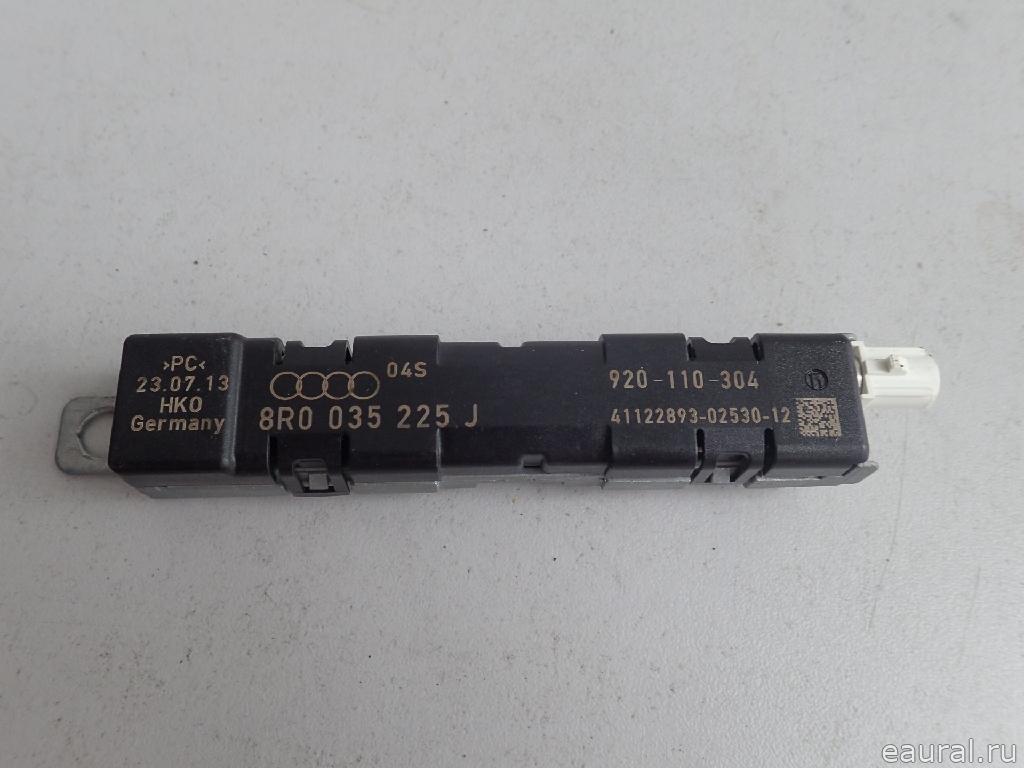 >PC<
23.07.13
HKO
Germany
04S
8R0 035 225 J
920-110-304
41122893-02530-12
eaural.ru